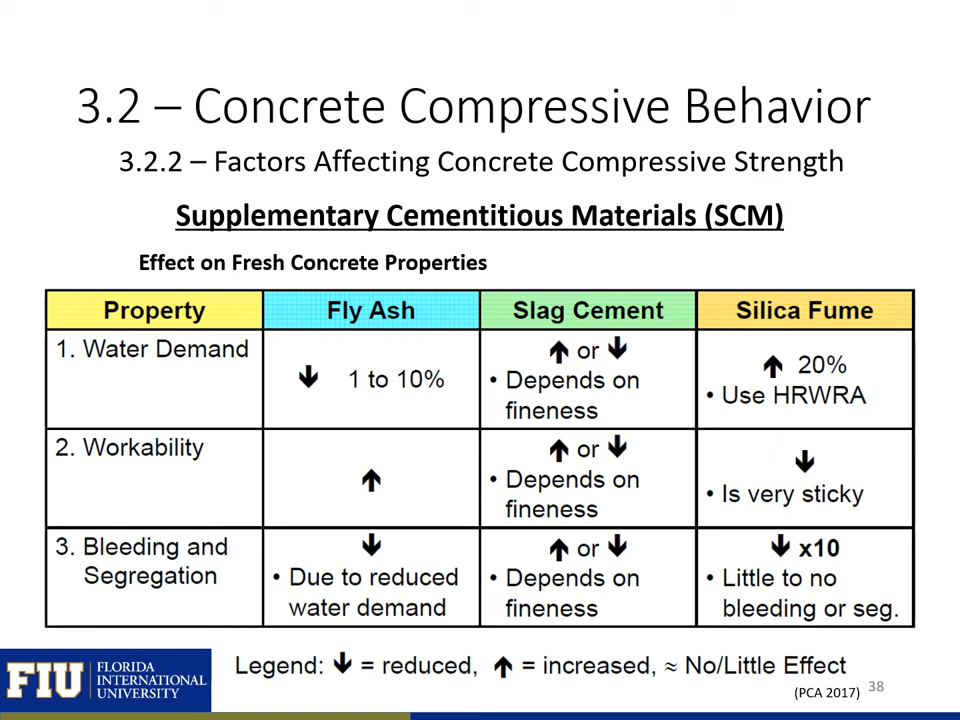 3.2 – Concrete Compressive Behavior
3.2.2 – Factors Affecting Concrete Compressive Strength
Supplementary Cementitious Materials (SCM)
Effect on Fresh Concrete Properties
Property Fly Ash Slag Cement Silica Fume
1. Water Demand
🡇 1 to 10%
🡅 or 🡇
• Depends on
fineness
🡅 20%
• Use HRWRA
2. Workability
🡅
🡅 or 🡇
• Depends on
fineness
🡇
• Is very sticky
3. Bleeding and
Segregation
🡇
• Due to reduced
water demand
🡅 or 🡇
• Depends on
fineness
🡇 x10
• Little to no
bleeding or seg.
Legend: 🡇 = reduced, 🡅 = increased, ≈ No/Little Effect
(PCA 2017)
38
FIU
FLORIDA
INTERNATIONAL
UNIVERSITY